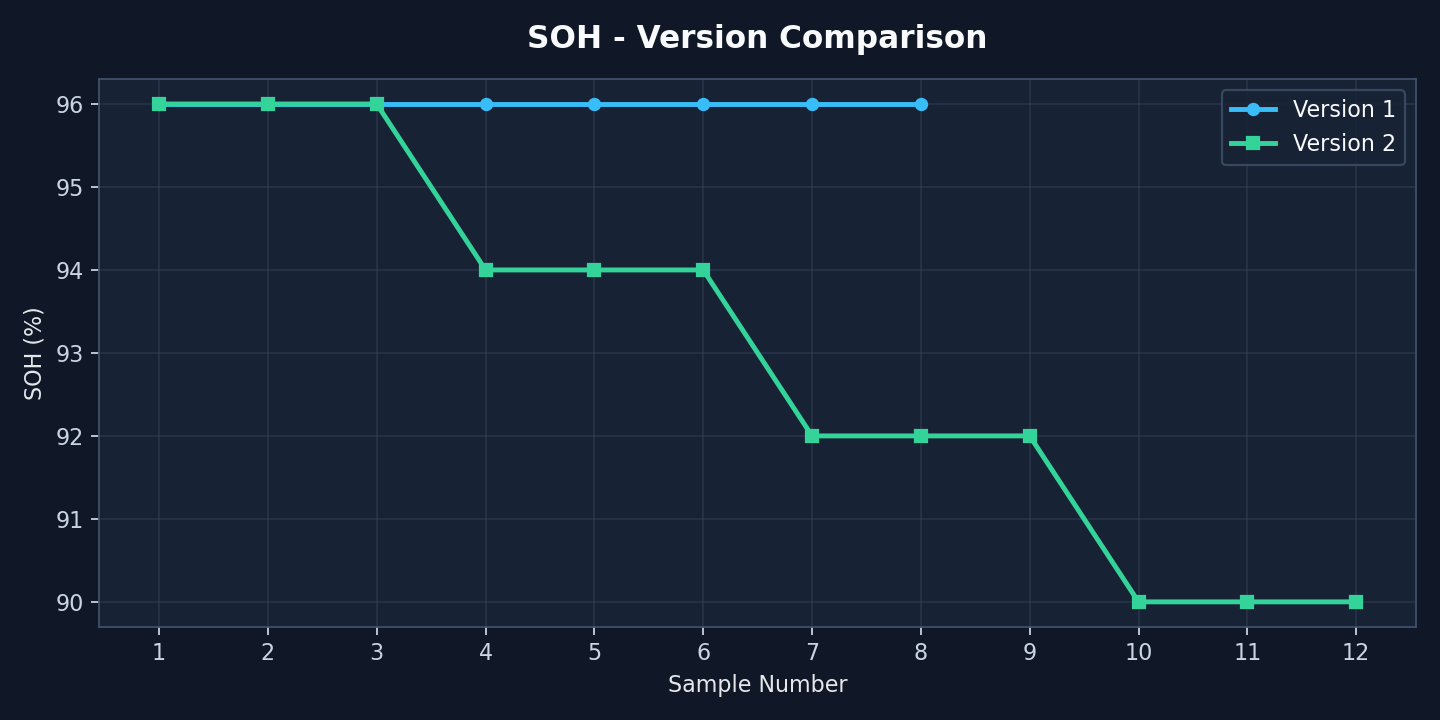 SOH - Version Comparison
96
95
94
93
92
91
90
SOH (%)
Version 1
Version 2
1 2 3 4 5 6 7 8 9 10 11 12
Sample Number